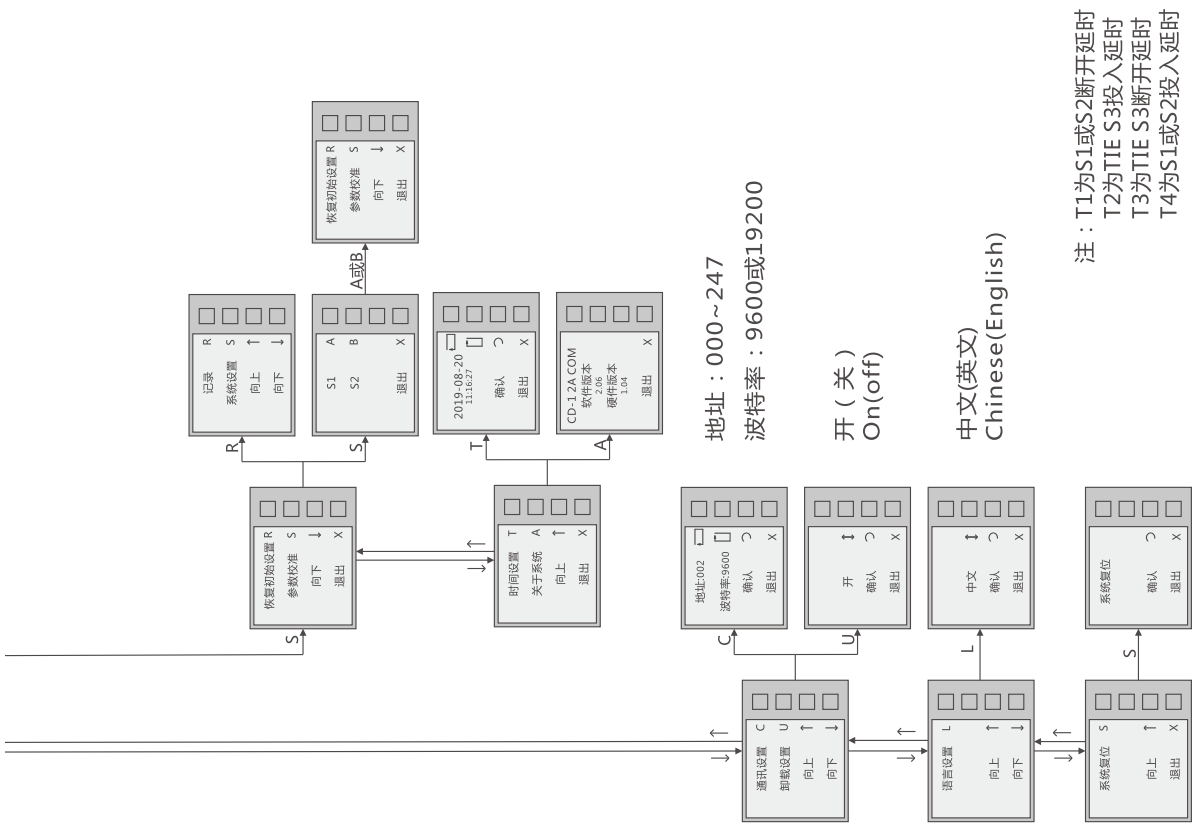 记录 R
系统设置 S
向上 ↑
向下 ↓
恢复初始设置 R
参数校准 S
向下 ↓
退出 X
S
R
S
S1 A
S2 B
退出 X
A或B
恢复初始设置 R
参数校准 S
向下 ↓
退出 X
时间设置 T
关于系统 A
向上 ↑
退出 X
T
A
2019-08-20
11:16:27
确认
退出 X
CD-1 2A COM
软件版本
2.06
硬件版本
1.04
退出 X
通讯设置 C
卸载设置 U
向上 ↑
向下 ↓
C
U
地址:002
波特率:9600
确认
退出 X
地址：000~247
波特率：9600或19200
开
确认
退出 X
开（关）
On(off)
语言设置 L
向上 ↑
向下 ↓
L
中文
确认
退出 X
中文(英文)
Chinese(English)
系统复位 S
向上 ↑
退出 X
S
系统复位
确认
退出 X
注：T1为S1或S2断开延时
T2为TIE S3投入延时
T3为TIE S3断开延时
T4为S1或S2投入延时